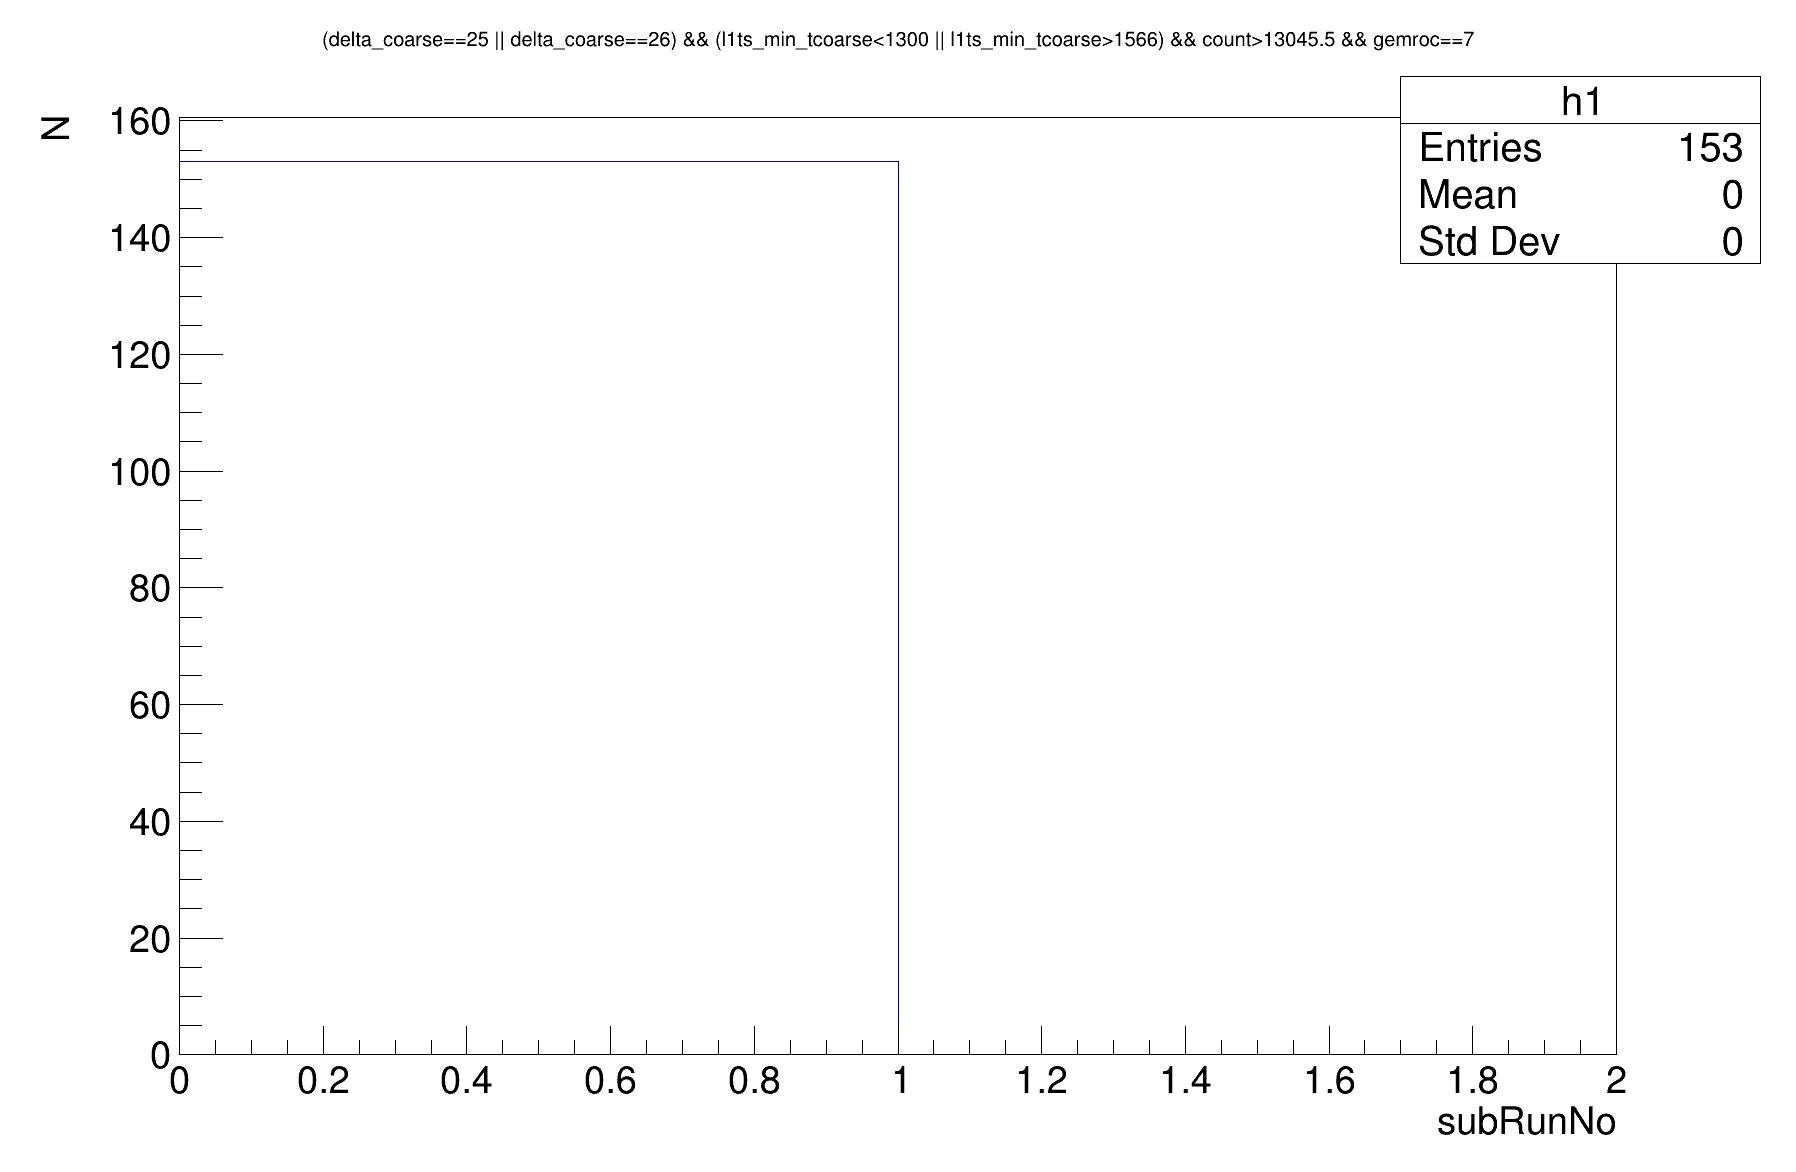 (delta_coarse==25 || delta_coarse==26) && (l1ts_min_tcoarse<1300 || l1ts_min_tcoarse>1566) && count>13045.5 && gemroc==7
h1
Entries 153
Mean 0
Std Dev 0
N
160
140
120
100
80
60
40
20
0
0 0.2 0.4 0.6 0.8 1 1.2 1.4 1.6 1.8 2
subRunNo